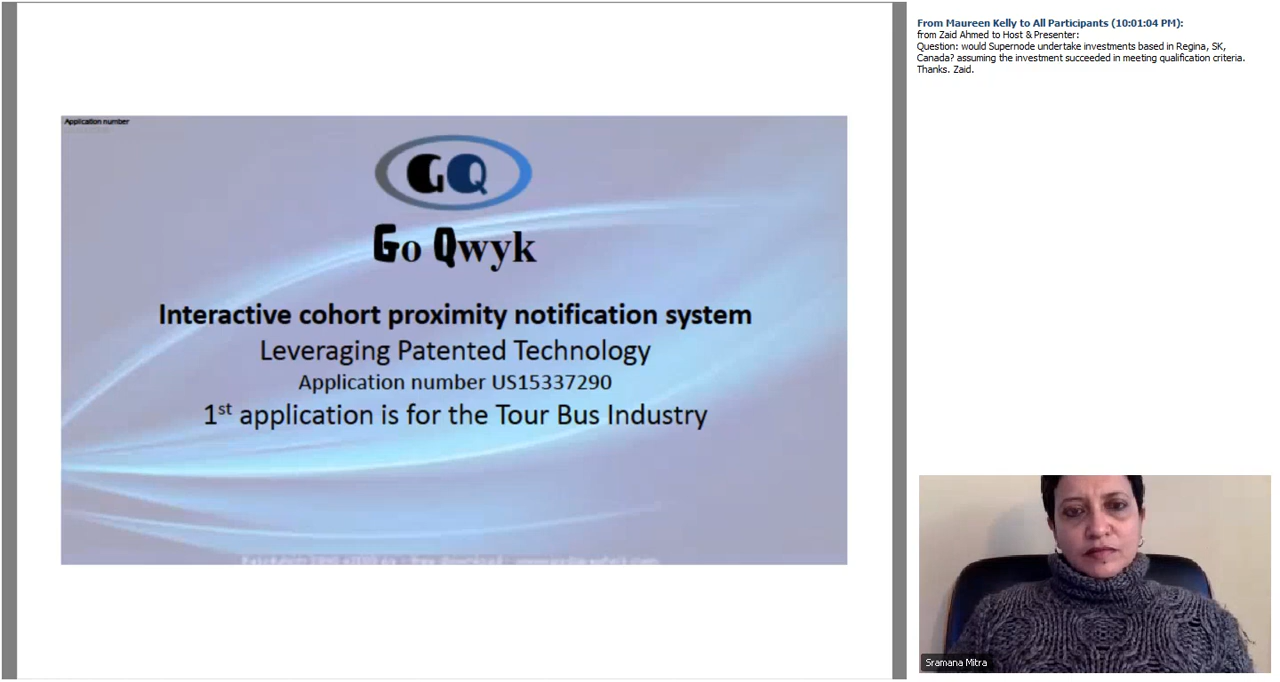 Application number
GQ
Go Qwyk
Interactive cohort proximity notification system
Leveraging Patented Technology
Application number US15337290
1st application is for the Tour Bus Industry
From Maureen Kelly to All Participants (10:01:04 PM):
from Zaid Ahmed to Host & Presenter:
Question: would Supernode undertake investments based in Regina, SK,
Canada? assuming the investment succeeded in meeting qualification criteria.
Thanks. Zaid.
Sramana Mitra